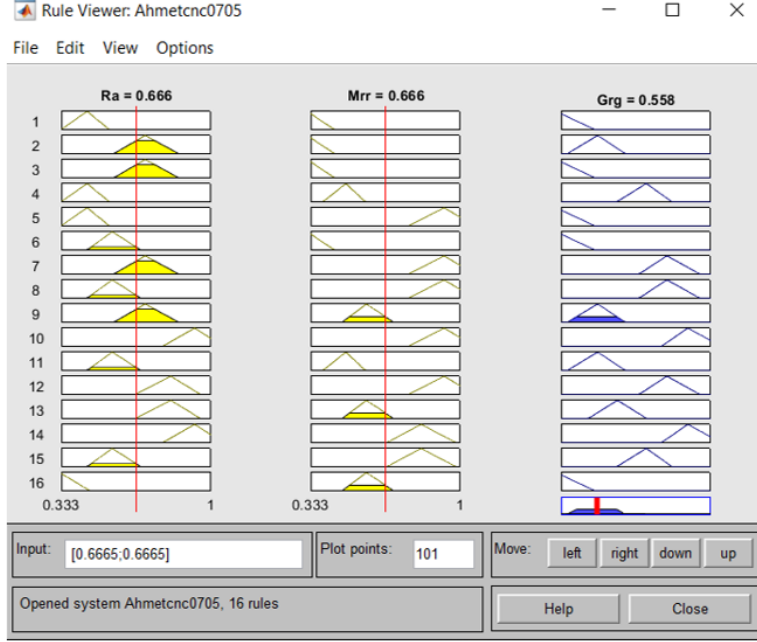 Rule Viewer: Ahmetcnc0705
File Edit View Options
Ra = 0.666 Mrr = 0.666 Grg = 0.558
1
2
3
4
5
6
7
8
9
10
11
12
13
14
15
16
0.333 1 0.333 1
Input: [0.6665;0.6665] Plot points: 101 Move: left right down up
Opened system Ahmetcnc0705, 16 rules Help Close